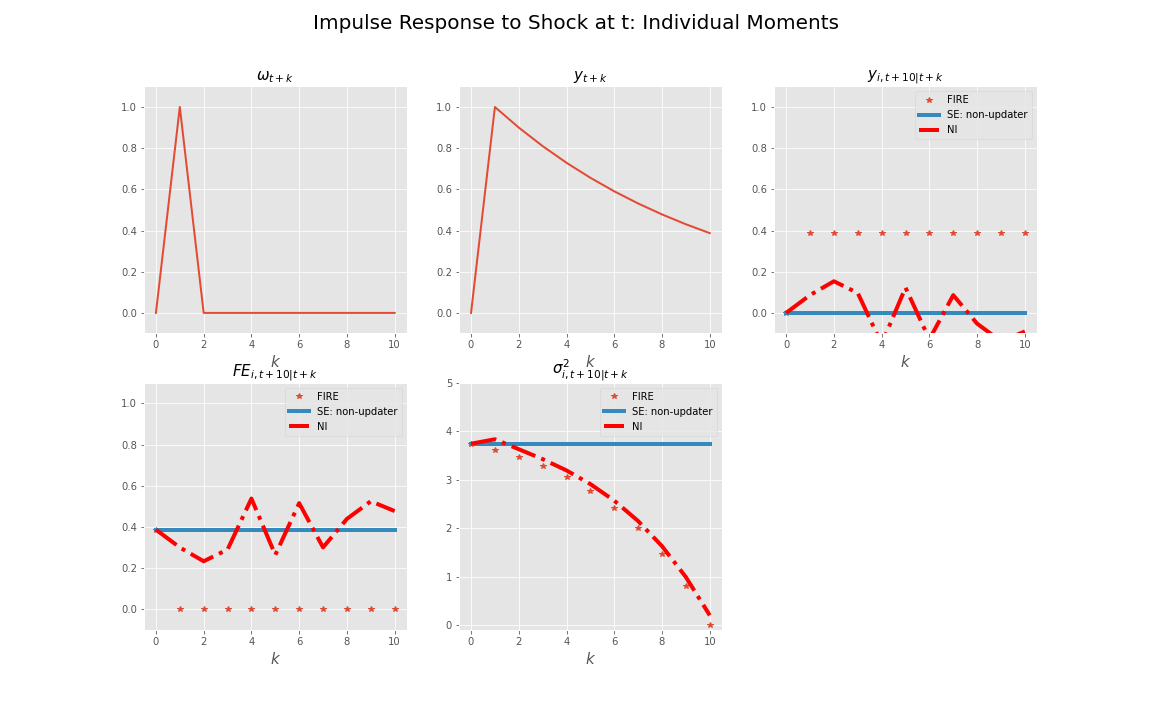 Impulse Response to Shock at t: Individual Moments
ω_{t+k}
1.0
0.8
0.6
0.4
0.2
0.0
0 2 4 6 8 10
k
y_{t+k}
1.0
0.8
0.6
0.4
0.2
0.0
0 2 4 6 8 10
k
y_{i,t+10|t+k}
FIRE
SE: non-updater
NI
1.0
0.8
0.6
0.4
0.2
0.0
0 2 4 6 8 10
k
FE_{i,t+10|t+k}
FIRE
SE: non-updater
NI
1.0
0.8
0.6
0.4
0.2
0.0
0 2 4 6 8 10
k
σ²_{i,t+10|t+k}
FIRE
SE: non-updater
NI
5
4
3
2
1
0
0 2 4 6 8 10
k